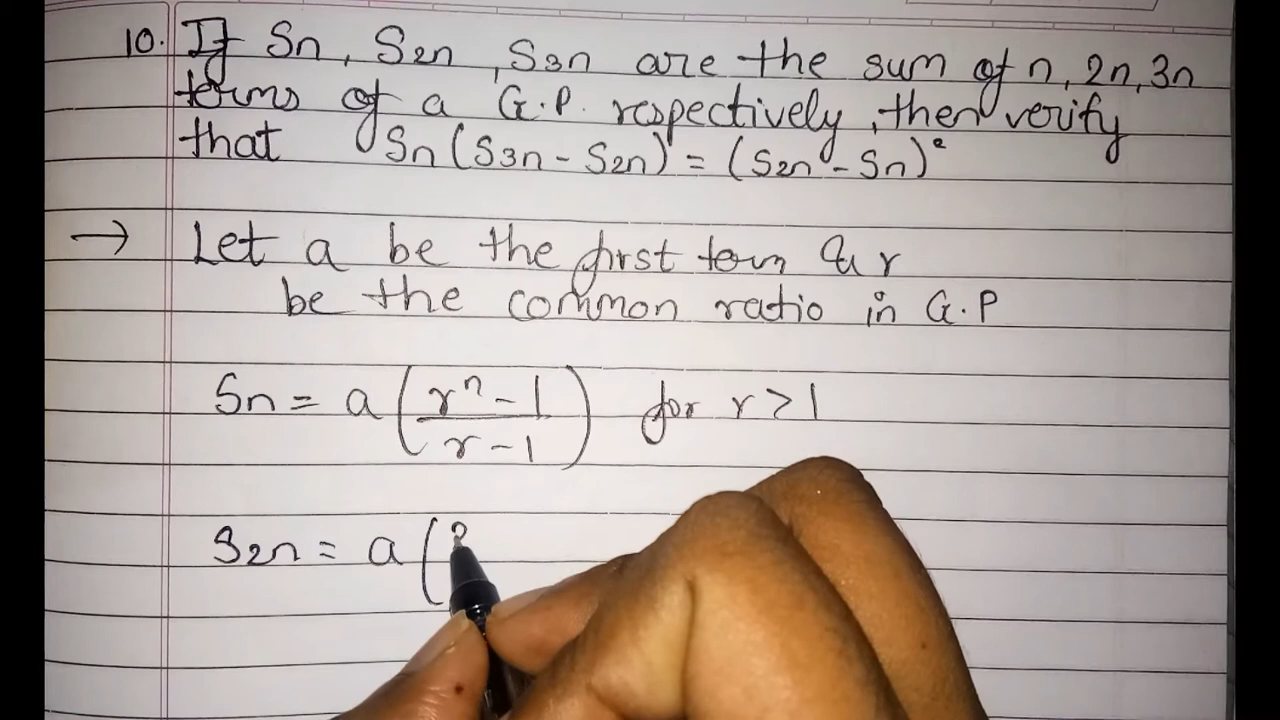 10. If Sn, S2n, S3n are the sum of n, 2n, 3n
terms of a G.P. respectively, then verify
that Sn(S3n - S2n) = (S2n - Sn)²
→ Let a be the first term & r
be the common ratio in G.P
Sn = a(rⁿ - 1 / r - 1) for r > 1
S2n = a(